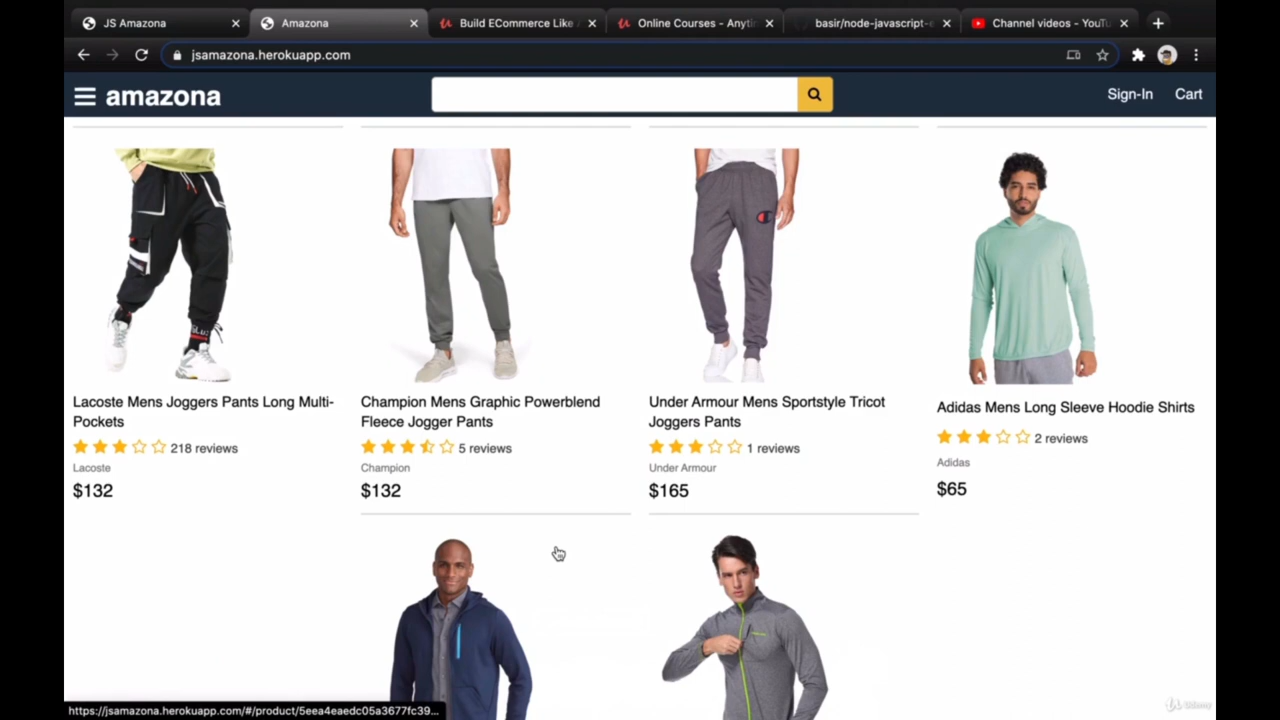 JS Amazona
Amazona
Build ECommerce Like
Online Courses - Anyti
basir/node-javascript-e
Channel videos - YouTu
jsamazona.herokuapp.com
amazona
Sign-In
Cart
Lacoste Mens Joggers Pants Long Multi-
Pockets
218 reviews
Lacoste
$132
Champion Mens Graphic Powerblend
Fleece Jogger Pants
5 reviews
Champion
$132
Under Armour Mens Sportstyle Tricot
Joggers Pants
1 reviews
Under Armour
$165
Adidas Mens Long Sleeve Hoodie Shirts
2 reviews
Adidas
$65
https://jsamazona.herokuapp.com/#/product/5eea4eaedc05a3677fc39...
Udemy